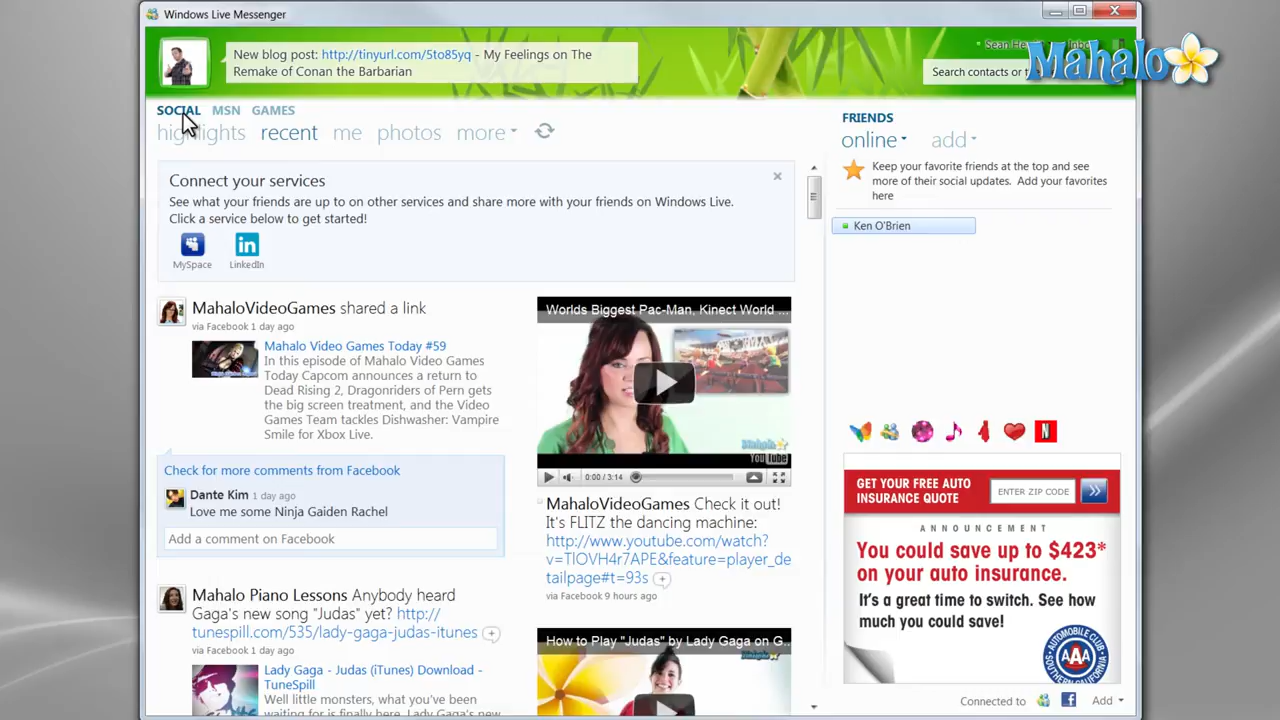 Windows Live Messenger
New blog post: http://tinyurl.com/5to85yq - My Feelings on The
Remake of Conan the Barbarian
Mahalo
Search contacts or
SOCIAL MSN GAMES
highlights recent me photos more
FRIENDS
online add
Keep your favorite friends at the top and see
more of their social updates. Add your favorites
here
Ken O'Brien
Connect your services
See what your friends are up to on other services and share more with your friends on Windows Live.
Click a service below to get started!
MySpace LinkedIn
MahaloVideoGames shared a link
via Facebook 1 day ago
Mahalo Video Games Today #59
In this episode of Mahalo Video Games
Today Capcom announces a return to
Dead Rising 2, Dragonriders of Pern gets
the big screen treatment, and the Video
Games Team tackles Dishwasher: Vampire
Smile for Xbox Live.
Check for more comments from Facebook
Dante Kim 1 day ago
Love me some Ninja Gaiden Rachel
Add a comment on Facebook
Mahalo Piano Lessons Anybody heard
Gaga's new song "Judas" yet? http://
tunespill.com/535/lady-gaga-judas-itunes
via Facebook 1 day ago
Lady Gaga - Judas (iTunes) Download -
TuneSpill
Well little monsters, what you've been
waiting for is finally here. Lady Gaga's new
Worlds Biggest Pac-Man, Kinect World ...
Mahalo
YouTube
0:00 / 3:14
MahaloVideoGames Check it out!
It's FLITZ the dancing machine:
http://www.youtube.com/watch?
v=TlOVH4r7APE&feature=player_de
tailpage#t=93s
via Facebook 9 hours ago
How to Play "Judas" by Lady Gaga on G...
Mahalo
N
GET YOUR FREE AUTO
INSURANCE QUOTE
ENTER ZIP CODE
ANNOUNCEMENT
You could save up to $423*
on your auto insurance.
It's a great time to switch. See how
much you could save!
AUTOMOBILE CLUB
AAA
SOUTHERN CALIFORNIA
Connected to Add